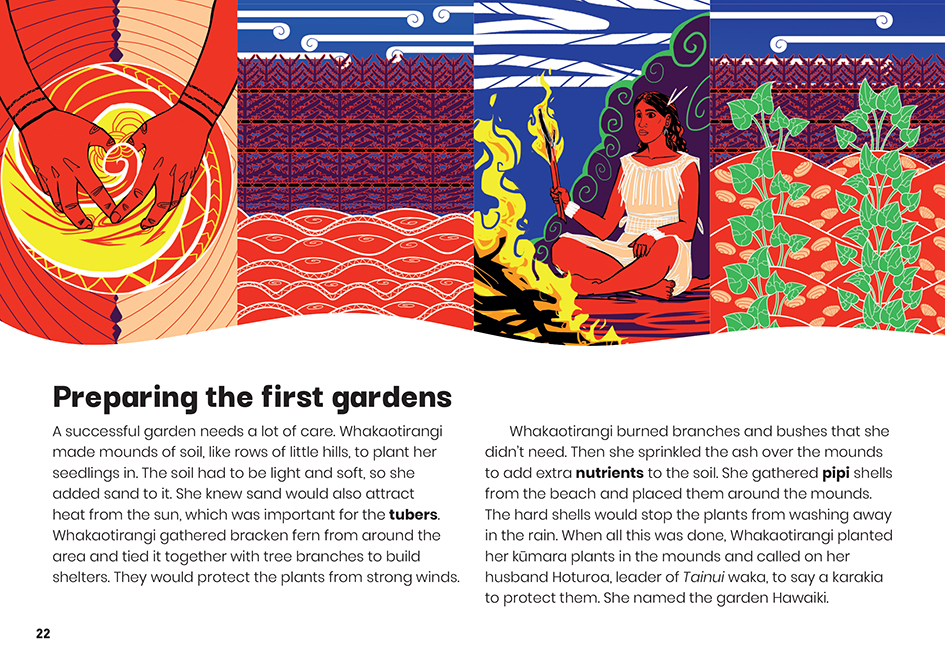 Preparing the first gardens
A successful garden needs a lot of care. Whakaotirangi
made mounds of soil, like rows of little hills, to plant her
seedlings in. The soil had to be light and soft, so she
added sand to it. She knew sand would also attract
heat from the sun, which was important for the tubers.
Whakaotirangi gathered bracken fern from around the
area and tied it together with tree branches to build
shelters. They would protect the plants from strong winds.
Whakaotirangi burned branches and bushes that she
didn't need. Then she sprinkled the ash over the mounds
to add extra nutrients to the soil. She gathered pipi shells
from the beach and placed them around the mounds.
The hard shells would stop the plants from washing away
in the rain. When all this was done, Whakaotirangi planted
her kūmara plants in the mounds and called on her
husband Hoturoa, leader of Tainui waka, to say a karakia
to protect them. She named the garden Hawaiki.
22